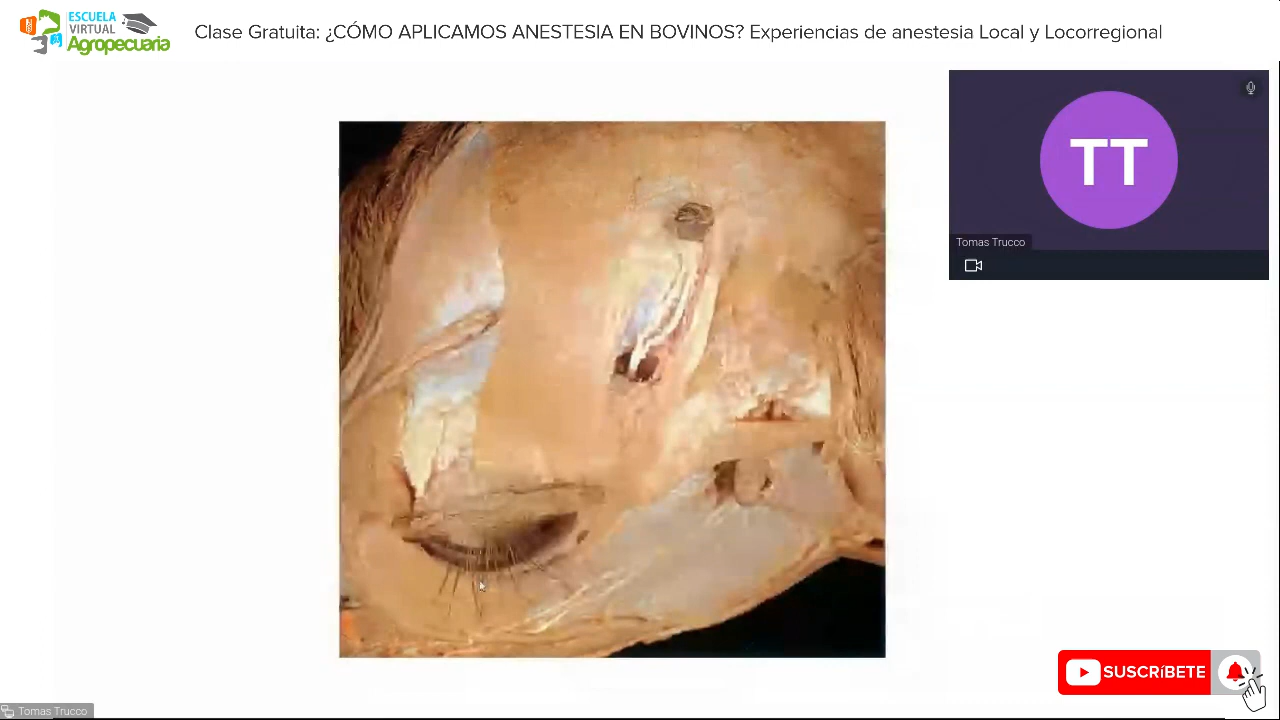 ESCUELA
VIRTUAL
Agropecuaria
Clase Gratuita: ¿CÓMO APLICAMOS ANESTESIA EN BOVINOS? Experiencias de anestesia Local y Locorregional
TT
Tomas Trucco
SUSCRíBETE
Tomas Trucco